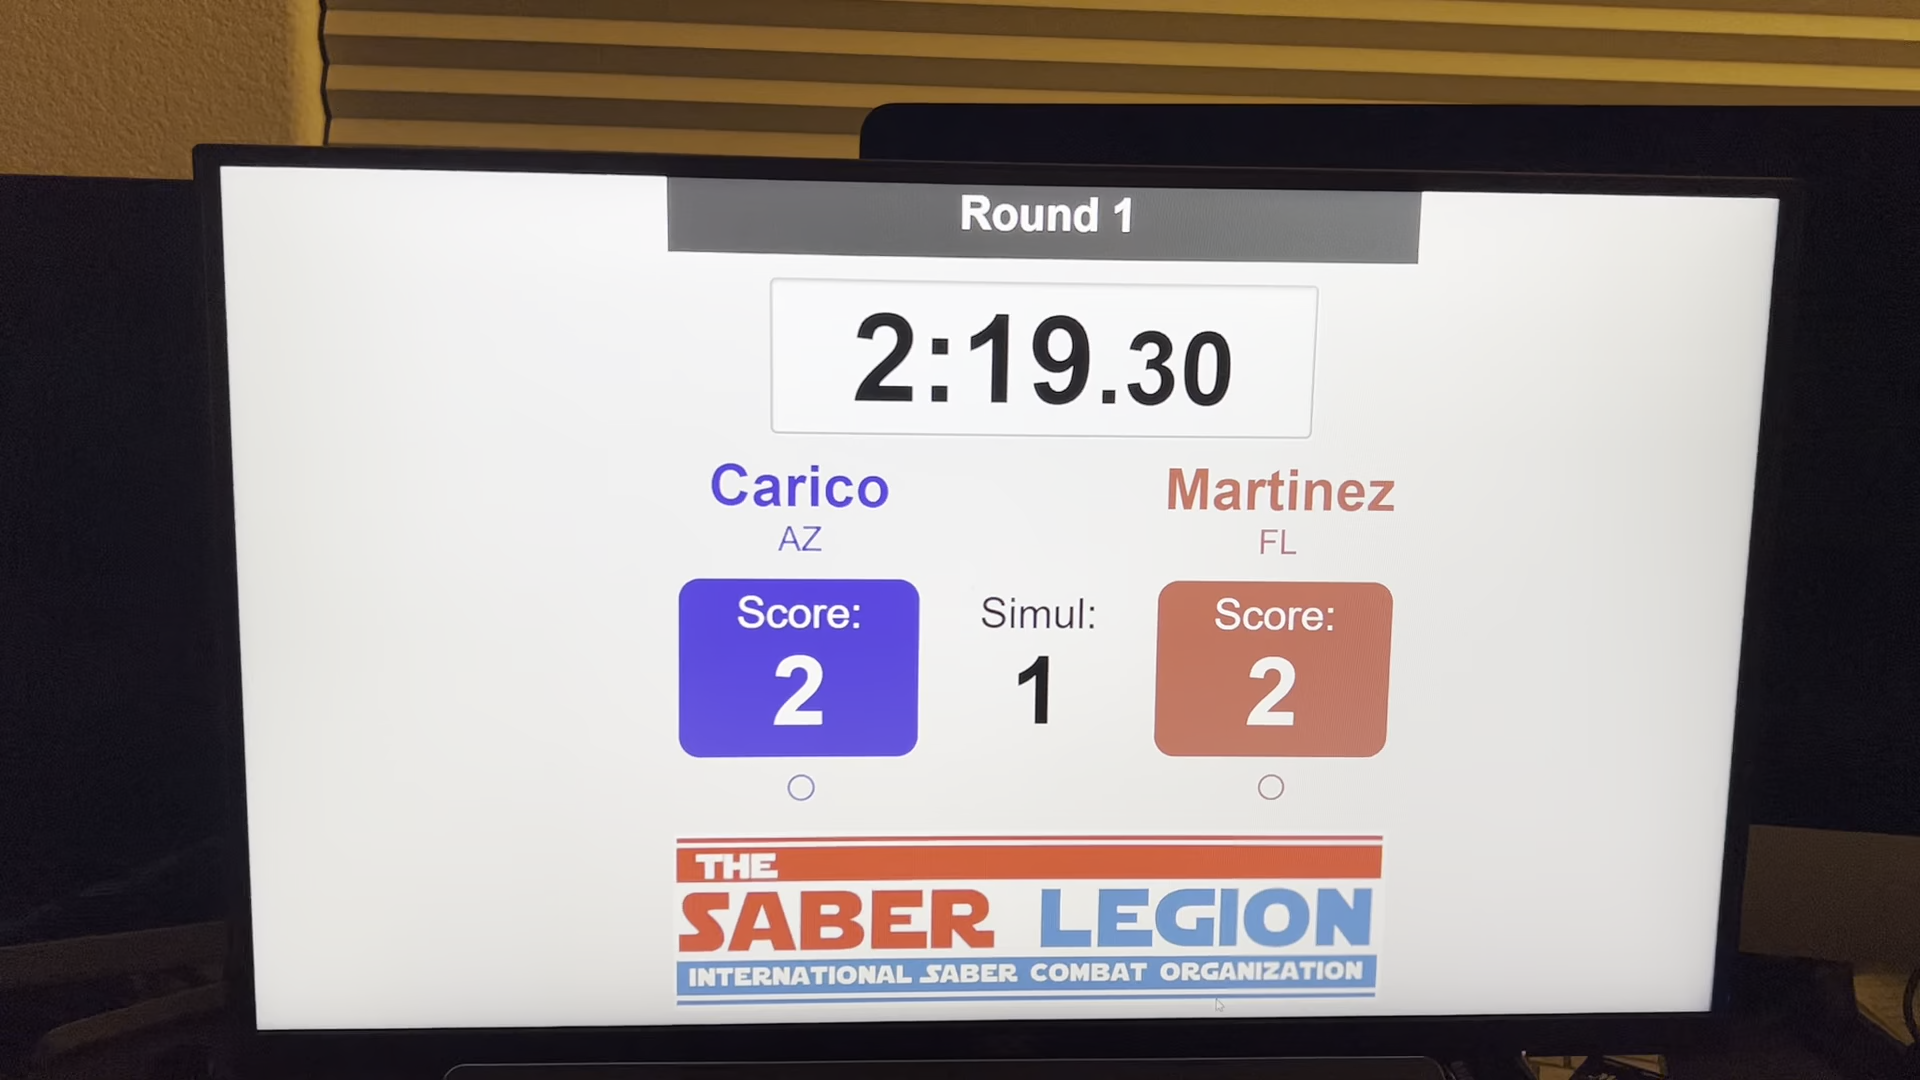 Round 1
2:19.30
Carico
Martinez
AZ
FL
Score:
Simul:
Score:
2
1
2
THE
SABER LEGION
INTERNATIONAL SABER COMBAT ORGANIZATION